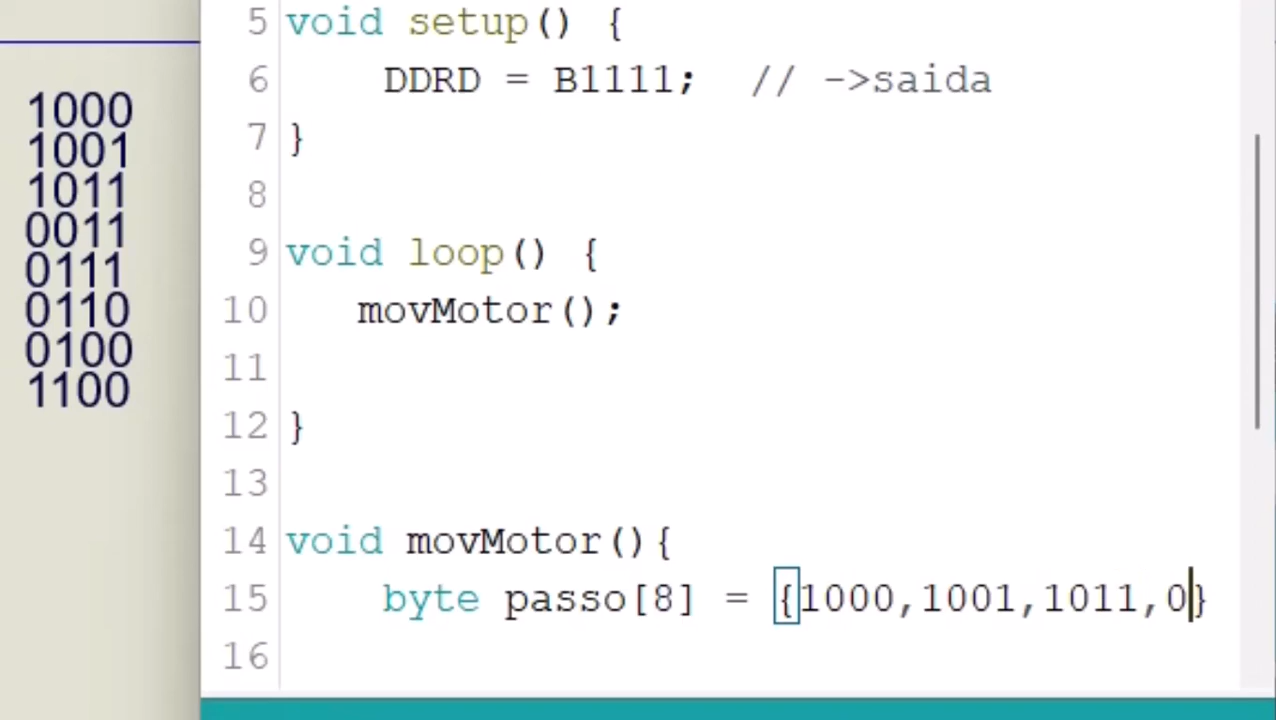 1000
1001
1011
0011
0111
0110
0100
1100
5 void setup() {
6 DDRD = B1111; // ->saida
7 }
8
9 void loop() {
10 movMotor();
11
12 }
13
14 void movMotor(){
15 byte passo[8] = {1000,1001,1011,0}
16